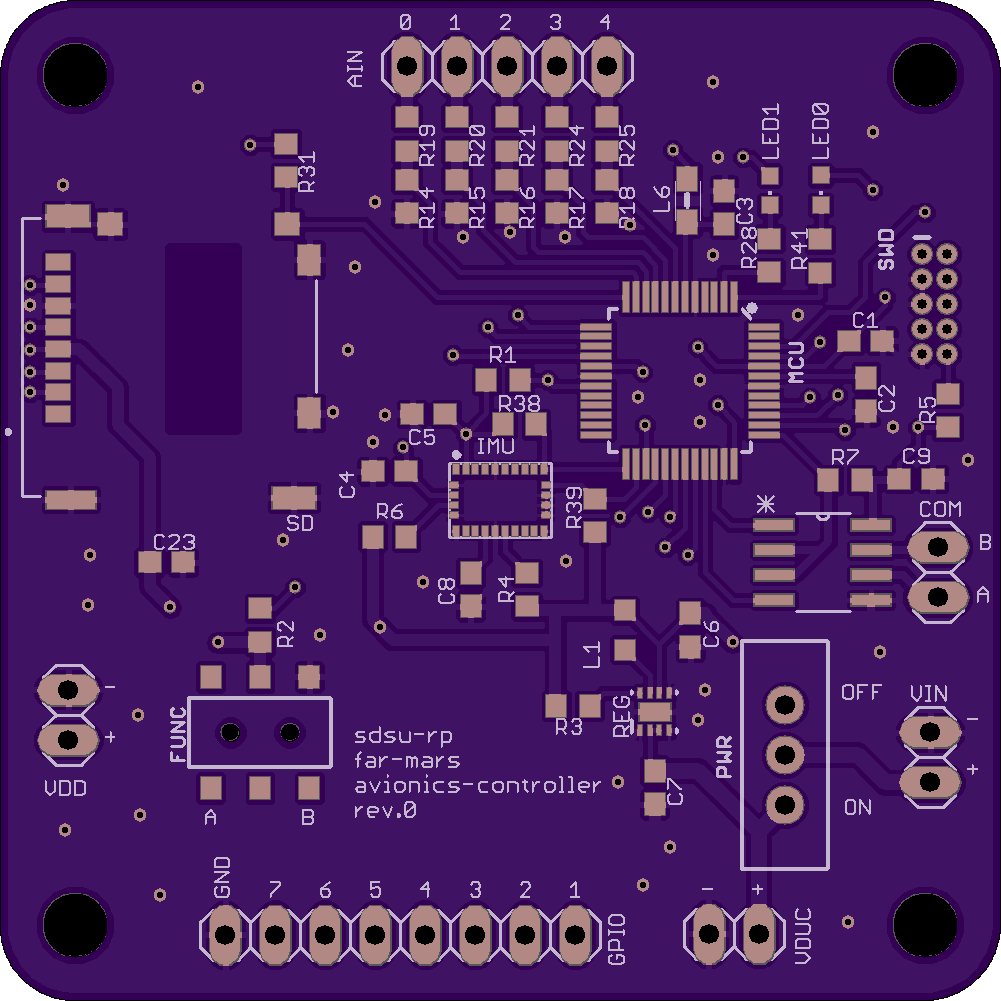 0 1 2 3 4
AIN
R19 R20 R21 R24 R25
R14 R15 R16 R17 R18
R31
L6
C3
LED1
LED0
R28
R41
SWD
C1
MCU
C2
R5
R1
R38
C5
IMU
C4
R6
R39
R7
C9
COM
B
A
SD
C23
C8
R4
R2
L1
C6
R3
REG
C7
PWR
OFF
ON
VIN
-
+
-
+
VDD
FUNC
A B
sdsu-rp
far-mars
avionics-controller
rev.0
GND 7 6 5 4 3 2 1
GPIO
- +
VDUC